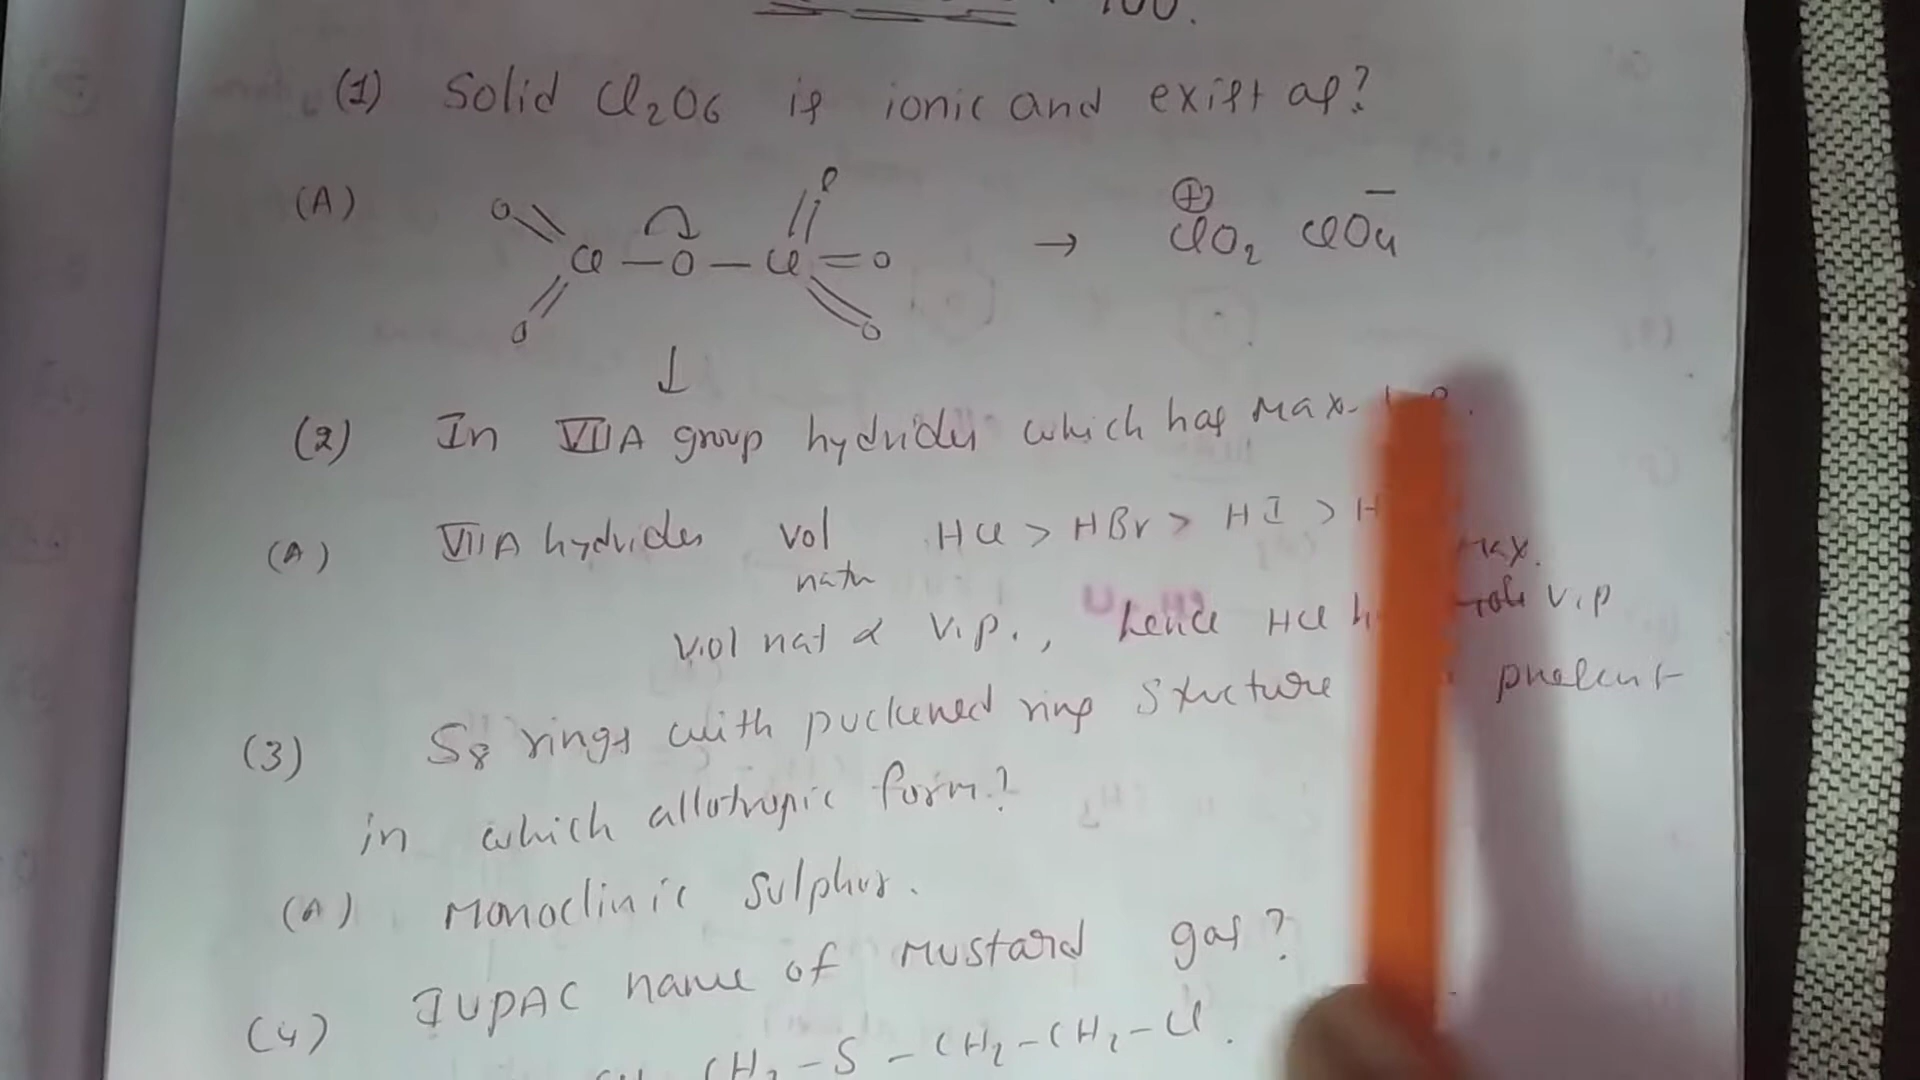 100.
(1) Solid Cl2O6 is ionic and exist as?
(A) O=Cl(=O)-O-Cl(=O)(=O)=O → ⊕ClO2 ClO4−
(2) In VIIA group hydrides which has Max-
(A) VIIA hydrides vol HCl > HBr > HI > H
natu Max.
vol nat α V.P., hence HCl V.P
(3) S8 rings with puckered ring Structure present
in which allotropic form?
(A) Monoclinic Sulphur.
(4) IUPAC name of Mustard gas?
CH2-S-CH2-CH2-Cl.